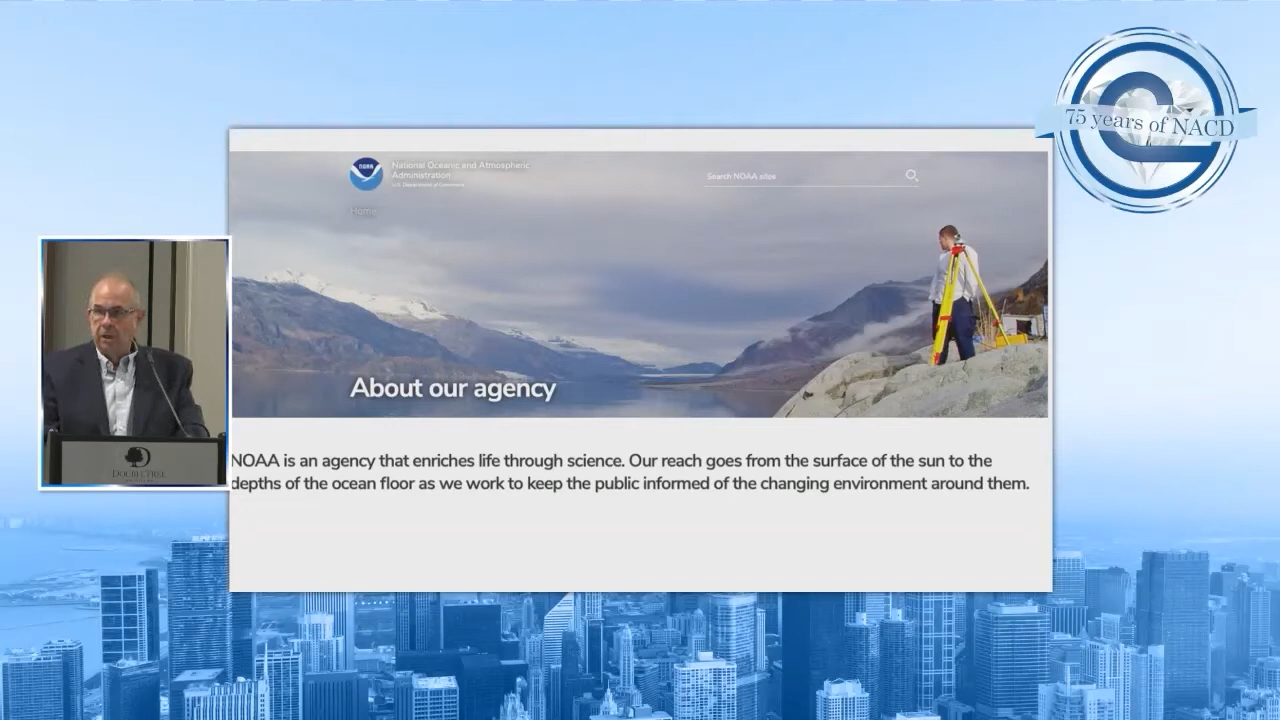 75 years of NACD
NOAA
National Oceanic and Atmospheric
Administration
U.S. Department of Commerce
Search NOAA sites
Home
About our agency
NOAA is an agency that enriches life through science. Our reach goes from the surface of the sun to the
depths of the ocean floor as we work to keep the public informed of the changing environment around them.
DOUBLETREE